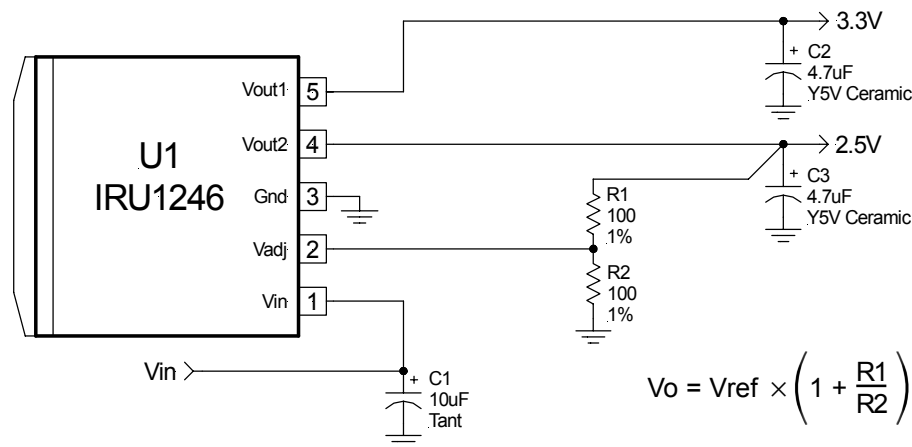 3.3V
+ C2
4.7uF
Y5V Ceramic
Vout1 5
Vout2 4
2.5V
U1
IRU1246
+ C3
4.7uF
Y5V Ceramic
Gnd 3
R1
100
1%
Vadj 2
R2
100
1%
Vin 1
Vin
+ C1
10uF
Tant
Vo = Vref × (1 + R1/R2)